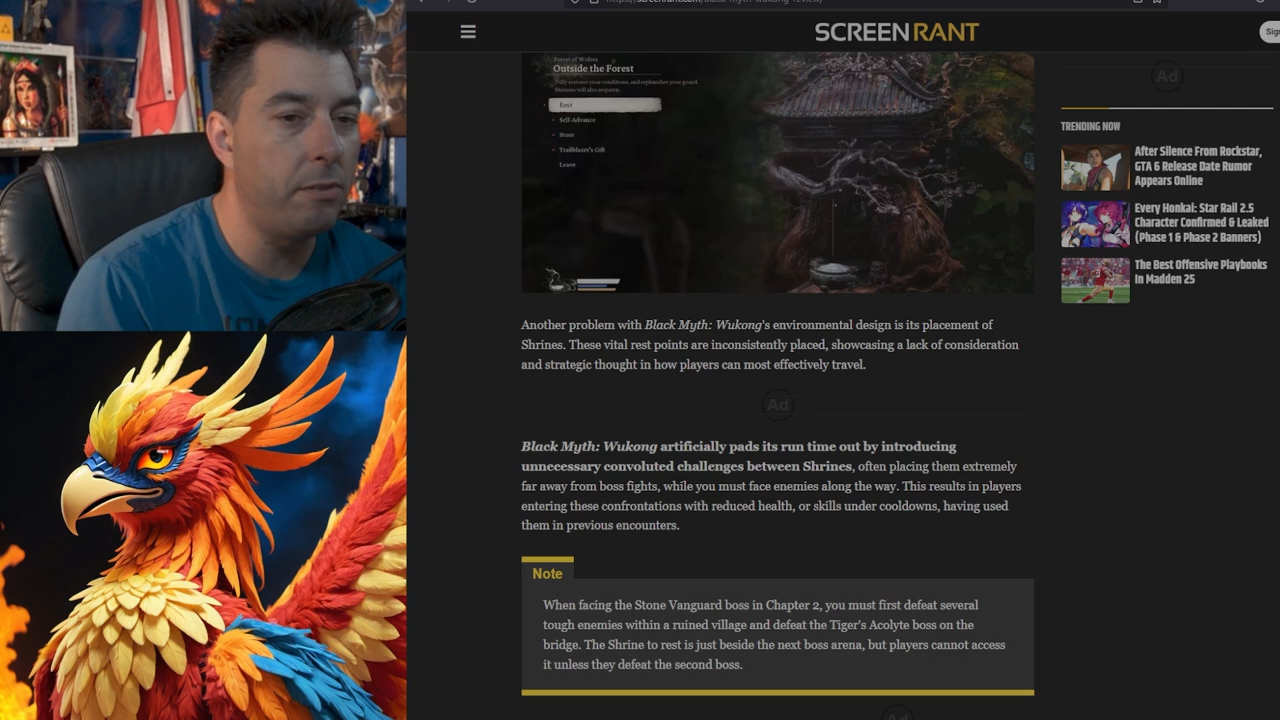 SCREENRANT
Sign
Forest of Wolves
Outside the Forest
Fully restores your conditions, and replenishes your gourd.
Enemies will also respawn.
Rest
Self-Advance
Store
Trailblazer's Gift
Leave
Ad
TRENDING NOW
After Silence From Rockstar,
GTA 6 Release Date Rumor
Appears Online
Every Honkai: Star Rail 2.5
Character Confirmed & Leaked
(Phase 1 & Phase 2 Banners)
The Best Offensive Playbooks
In Madden 25
Another problem with Black Myth: Wukong's environmental design is its placement of
Shrines. These vital rest points are inconsistently placed, showcasing a lack of consideration
and strategic thought in how players can most effectively travel.
Ad
Black Myth: Wukong artificially pads its run time out by introducing
unnecessary convoluted challenges between Shrines, often placing them extremely
far away from boss fights, while you must face enemies along the way. This results in players
entering these confrontations with reduced health, or skills under cooldowns, having used
them in previous encounters.
Note
When facing the Stone Vanguard boss in Chapter 2, you must first defeat several
tough enemies within a ruined village and defeat the Tiger's Acolyte boss on the
bridge. The Shrine to rest is just beside the next boss arena, but players cannot access
it unless they defeat the second boss.
Ad